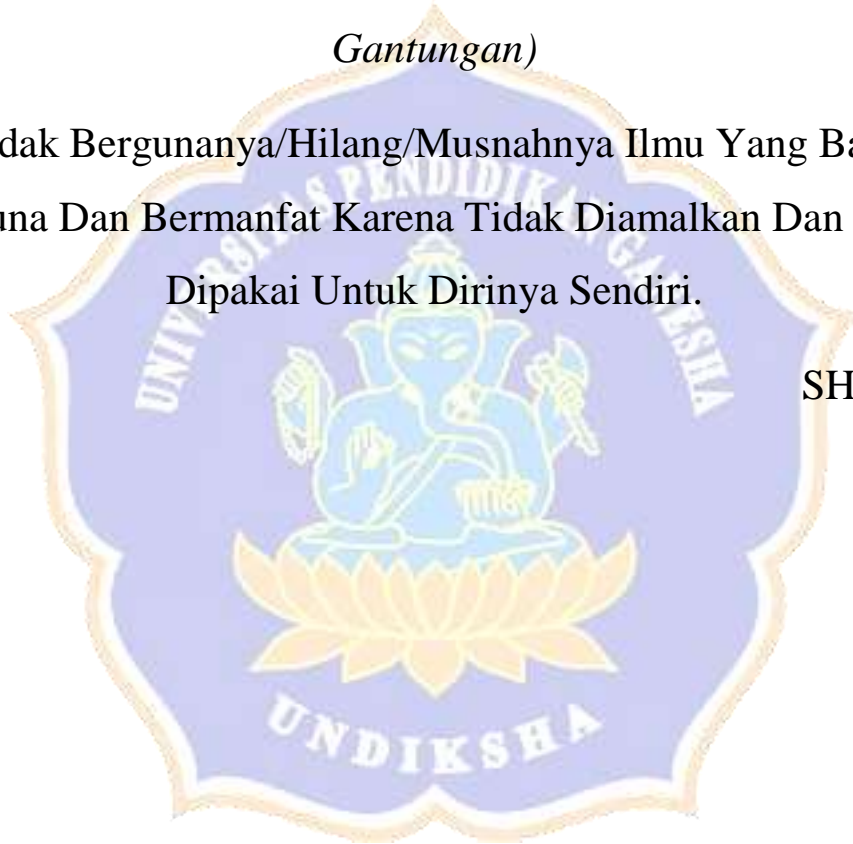 Gantungan)
dak Bergunanya/Hilang/Musnahnya Ilmu Yang Ba
una Dan Bermanfat Karena Tidak Diamalkan Dan
Dipakai Untuk Dirinya Sendiri.
SH
UNIVERSITAS PENDIDIKAN GANESHA
UNDIKSHA